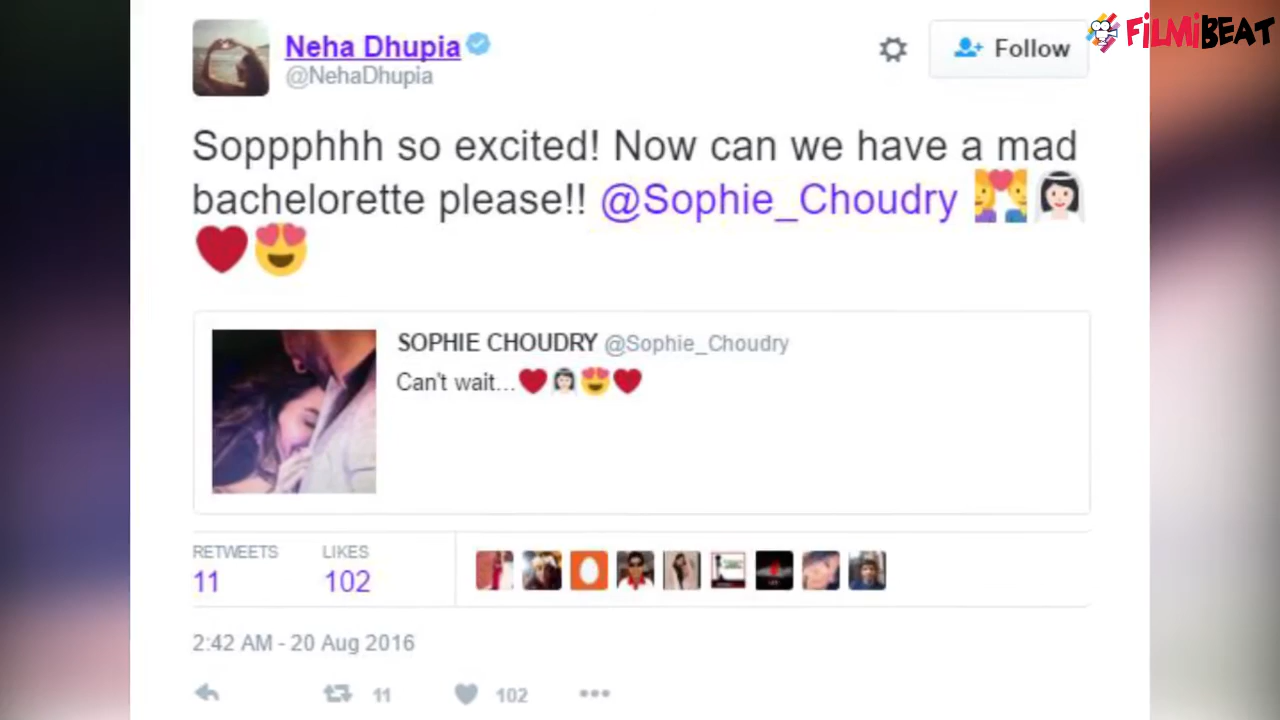 FILMiBEAT
Neha Dhupia
@NehaDhupia
Follow
Soppphhh so excited! Now can we have a mad
bachelorette please!! @Sophie_Choudry
SOPHIE CHOUDRY @Sophie_Choudry
Can't wait...
RETWEETS LIKES
11 102
2:42 AM - 20 Aug 2016
11 102